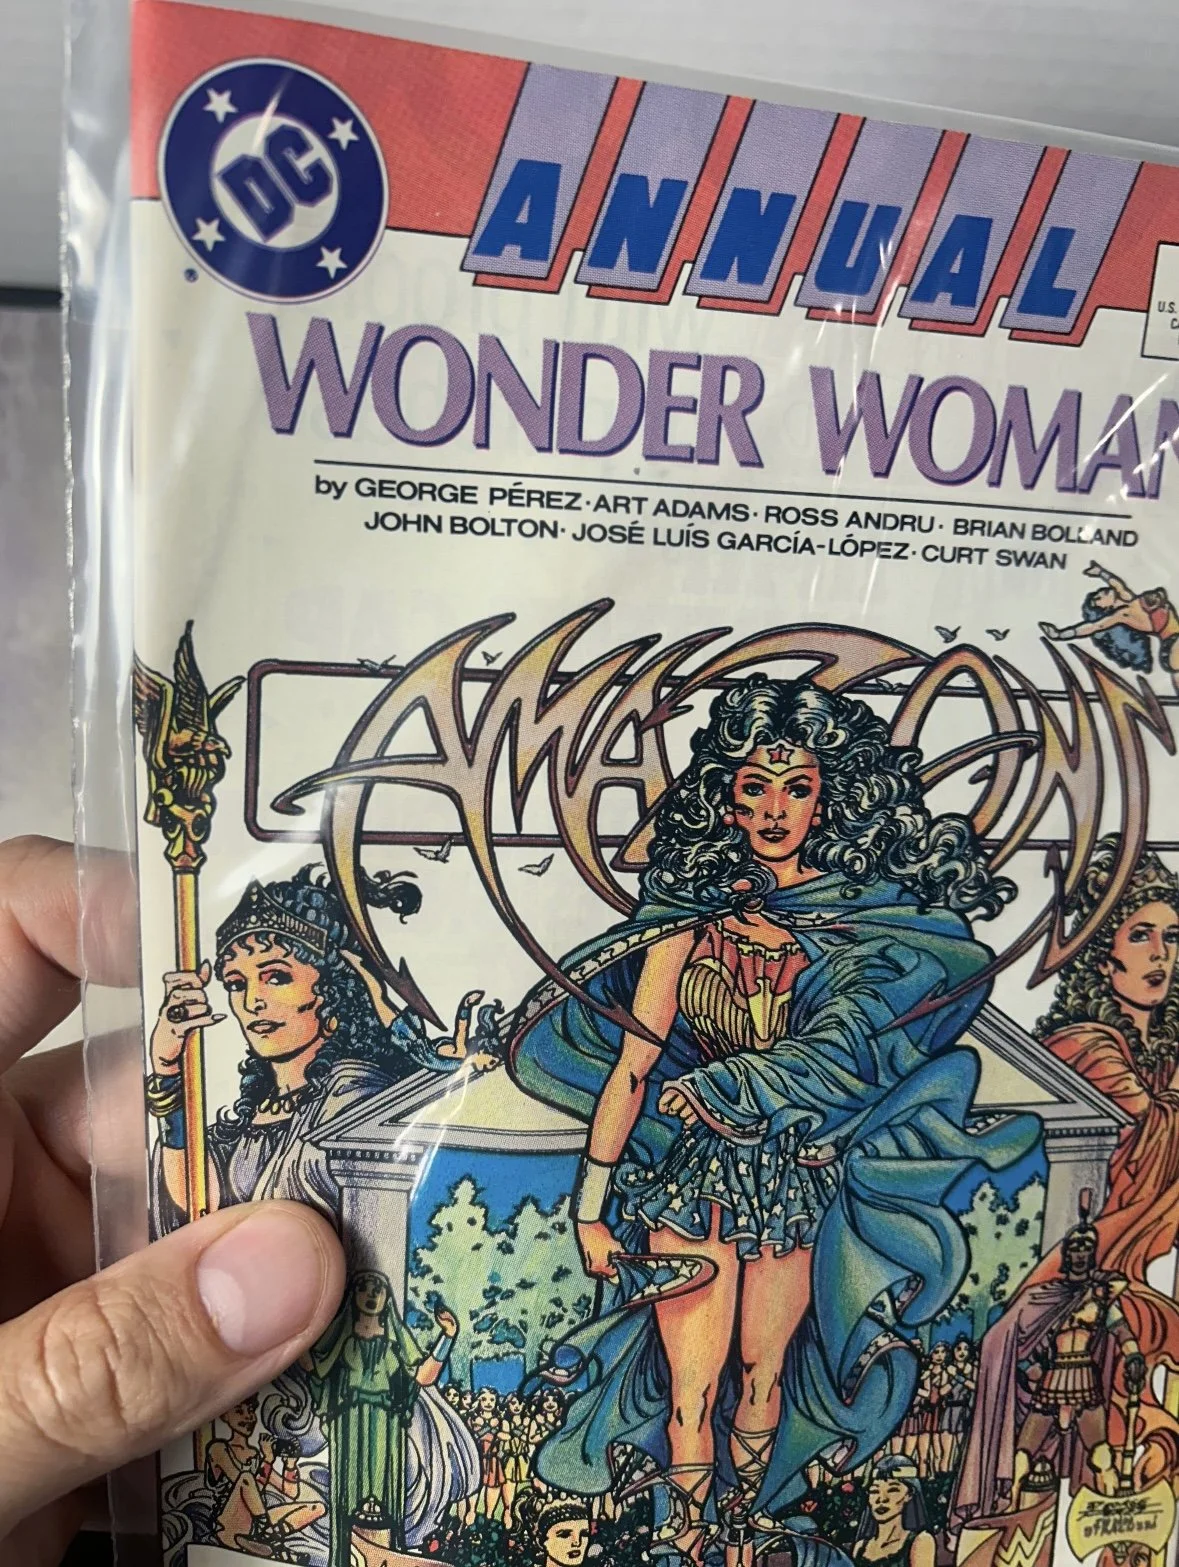 DC
ANNUAL
®
U.S.
WONDER WOMAN
by GEORGE PÉREZ · ART ADAMS · ROSS ANDRU · BRIAN BOLLAND
JOHN BOLTON · JOSÉ LUÍS GARCÍA-LÓPEZ · CURT SWAN
AMAZONS